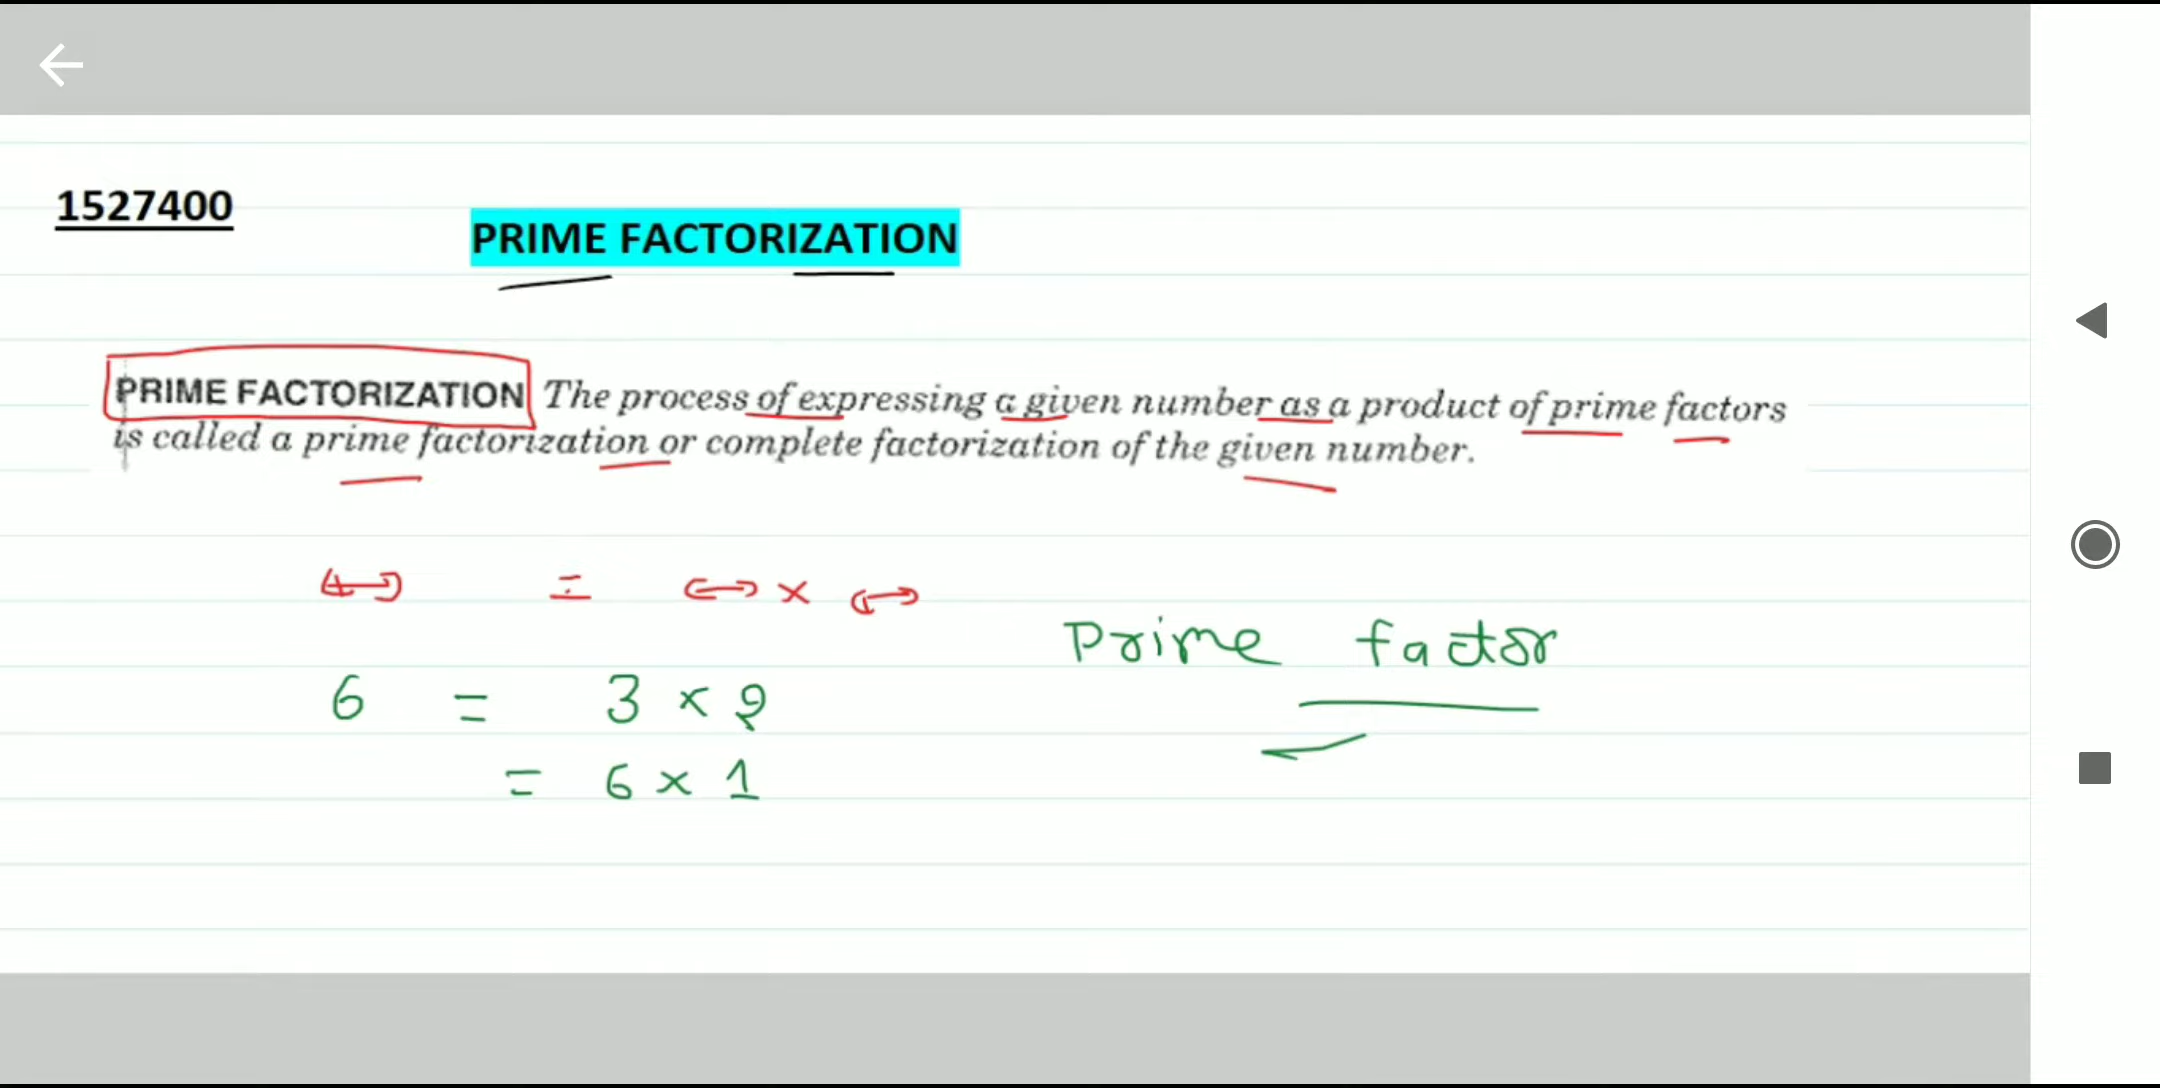 1527400
PRIME FACTORIZATION
PRIME FACTORIZATION The process of expressing a given number as a product of prime factors
is called a prime factorization or complete factorization of the given number.
= ×
Prime factor
6 = 3 × 2
= 6 × 1